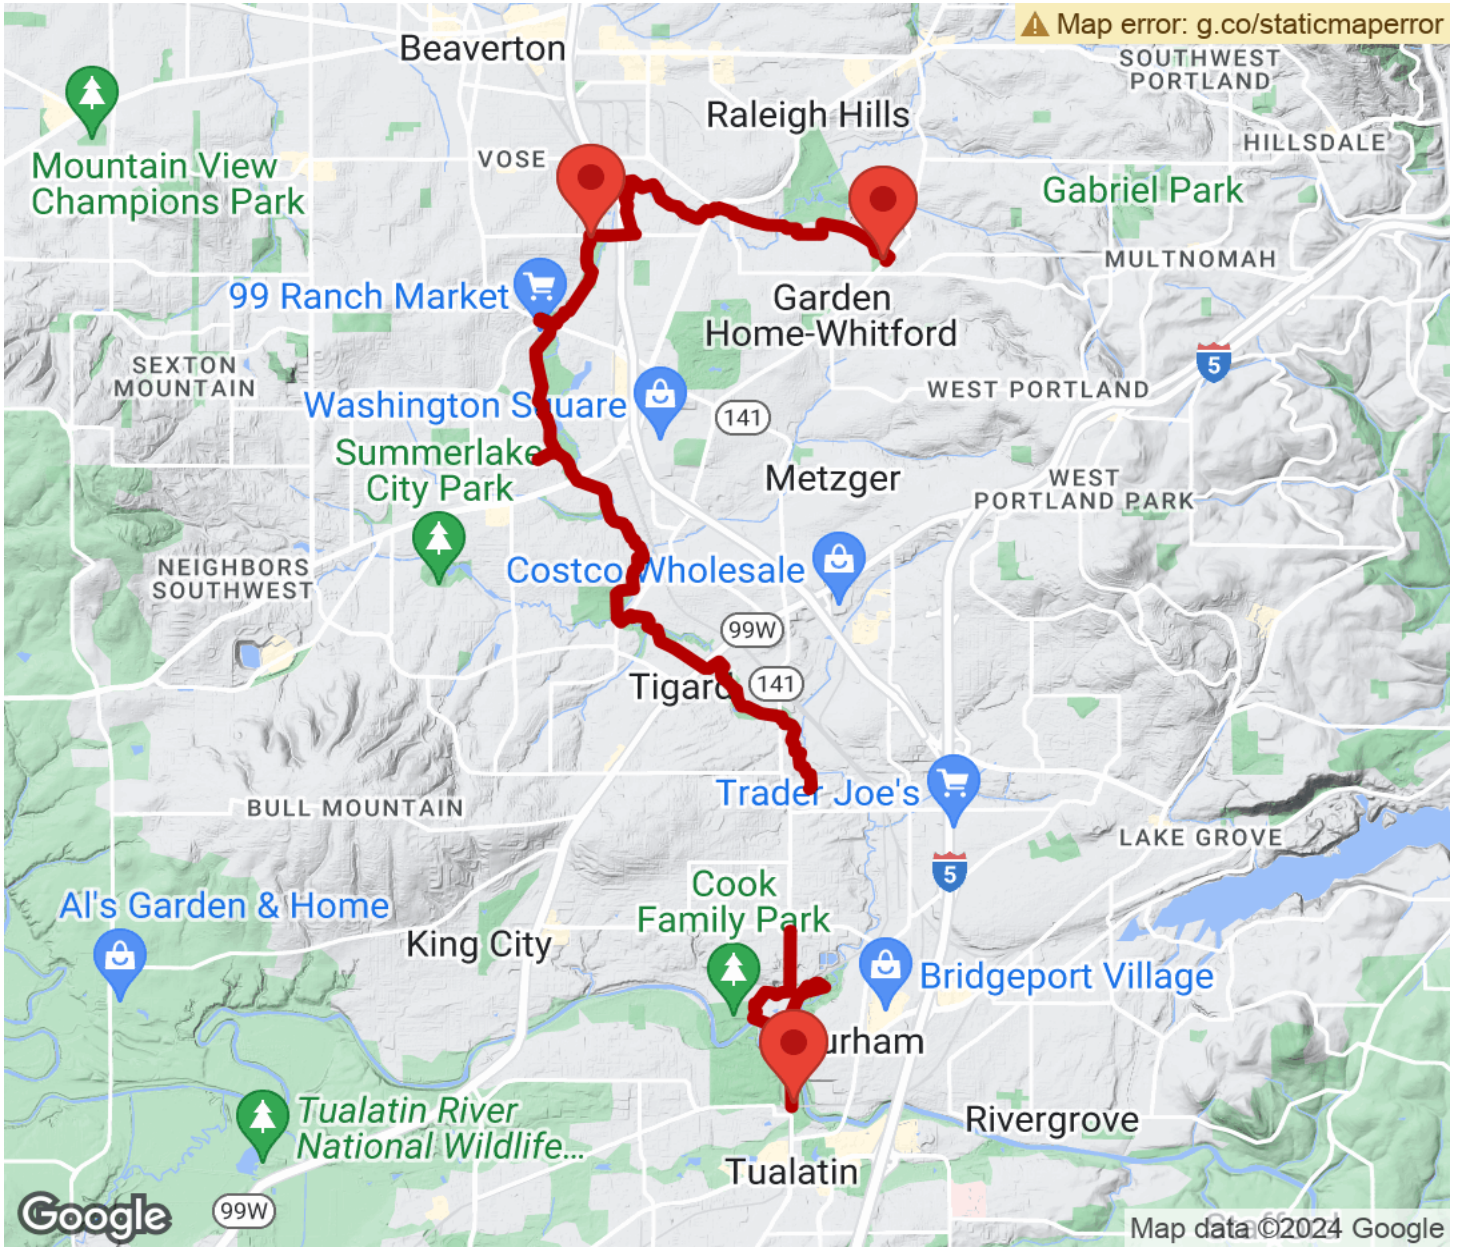 Map error: g.co/staticmaperror
Beaverton
SOUTHWEST
PORTLAND
Raleigh Hills
HILLSDALE
VOSE
Mountain View
Champions Park
Gabriel Park
MULTNOMAH
99 Ranch Market
Garden
Home-Whitford
SEXTON
MOUNTAIN
5
WEST PORTLAND
Washington Square
141
Summerlake
City Park
Metzger
WEST
PORTLAND PARK
NEIGHBORS
SOUTHWEST
Costco Wholesale
99W
Tigard
141
Trader Joe's
BULL MOUNTAIN
LAKE GROVE
5
Cook
Family Park
Al's Garden & Home
King City
Bridgeport Village
urham
Tualatin River
National Wildlife...
Rivergrove
Tualatin
99W
Google
Map data ©2024 Google